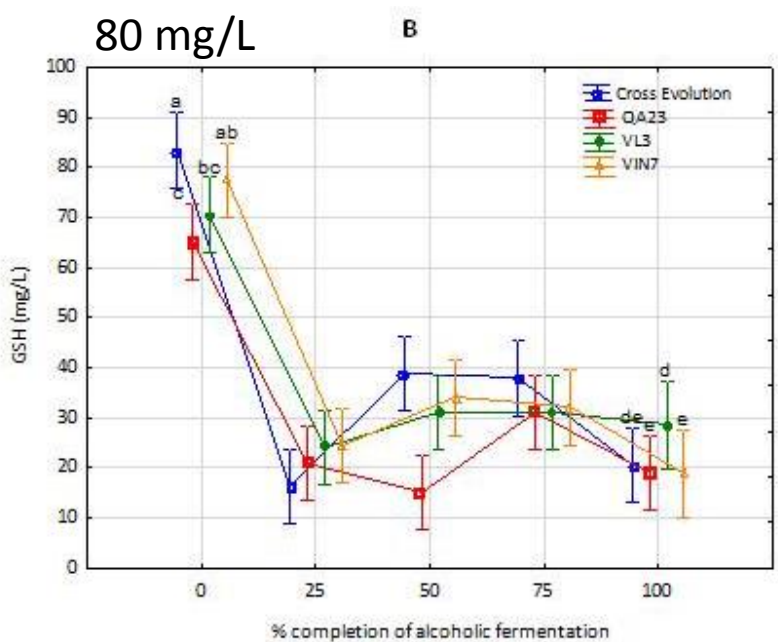 80 mg/L
B
100
90
80
70
60
50
40
30
20
10
0
GSH (mg/L)
a
ab
bc
c
d
de
e
e
Cross Evolution
QA23
VL3
VIN7
0 25 50 75 100
% completion of alcoholic fermentation